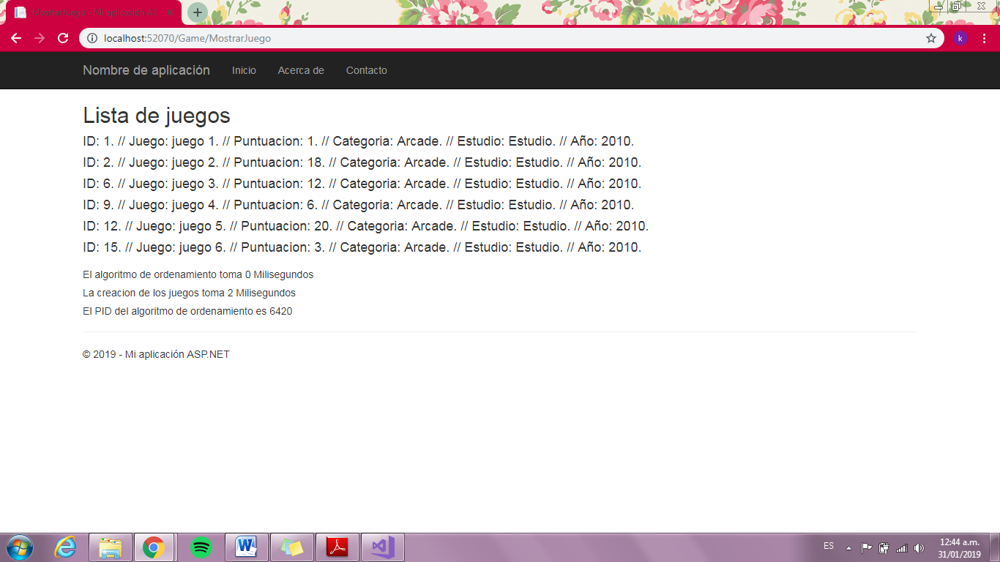 MostrarJuego - Mi aplicación AS
localhost:52070/Game/MostrarJuego
k
Nombre de aplicación Inicio Acerca de Contacto
Lista de juegos
ID: 1. // Juego: juego 1. // Puntuacion: 1. // Categoria: Arcade. // Estudio: Estudio. // Año: 2010.
ID: 2. // Juego: juego 2. // Puntuacion: 18. // Categoria: Arcade. // Estudio: Estudio. // Año: 2010.
ID: 6. // Juego: juego 3. // Puntuacion: 12. // Categoria: Arcade. // Estudio: Estudio. // Año: 2010.
ID: 9. // Juego: juego 4. // Puntuacion: 6. // Categoria: Arcade. // Estudio: Estudio. // Año: 2010.
ID: 12. // Juego: juego 5. // Puntuacion: 20. // Categoria: Arcade. // Estudio: Estudio. // Año: 2010.
ID: 15. // Juego: juego 6. // Puntuacion: 3. // Categoria: Arcade. // Estudio: Estudio. // Año: 2010.
El algoritmo de ordenamiento toma 0 Milisegundos
La creacion de los juegos toma 2 Milisegundos
El PID del algoritmo de ordenamiento es 6420
© 2019 - Mi aplicación ASP.NET
ES
12:44 a.m.
31/01/2019